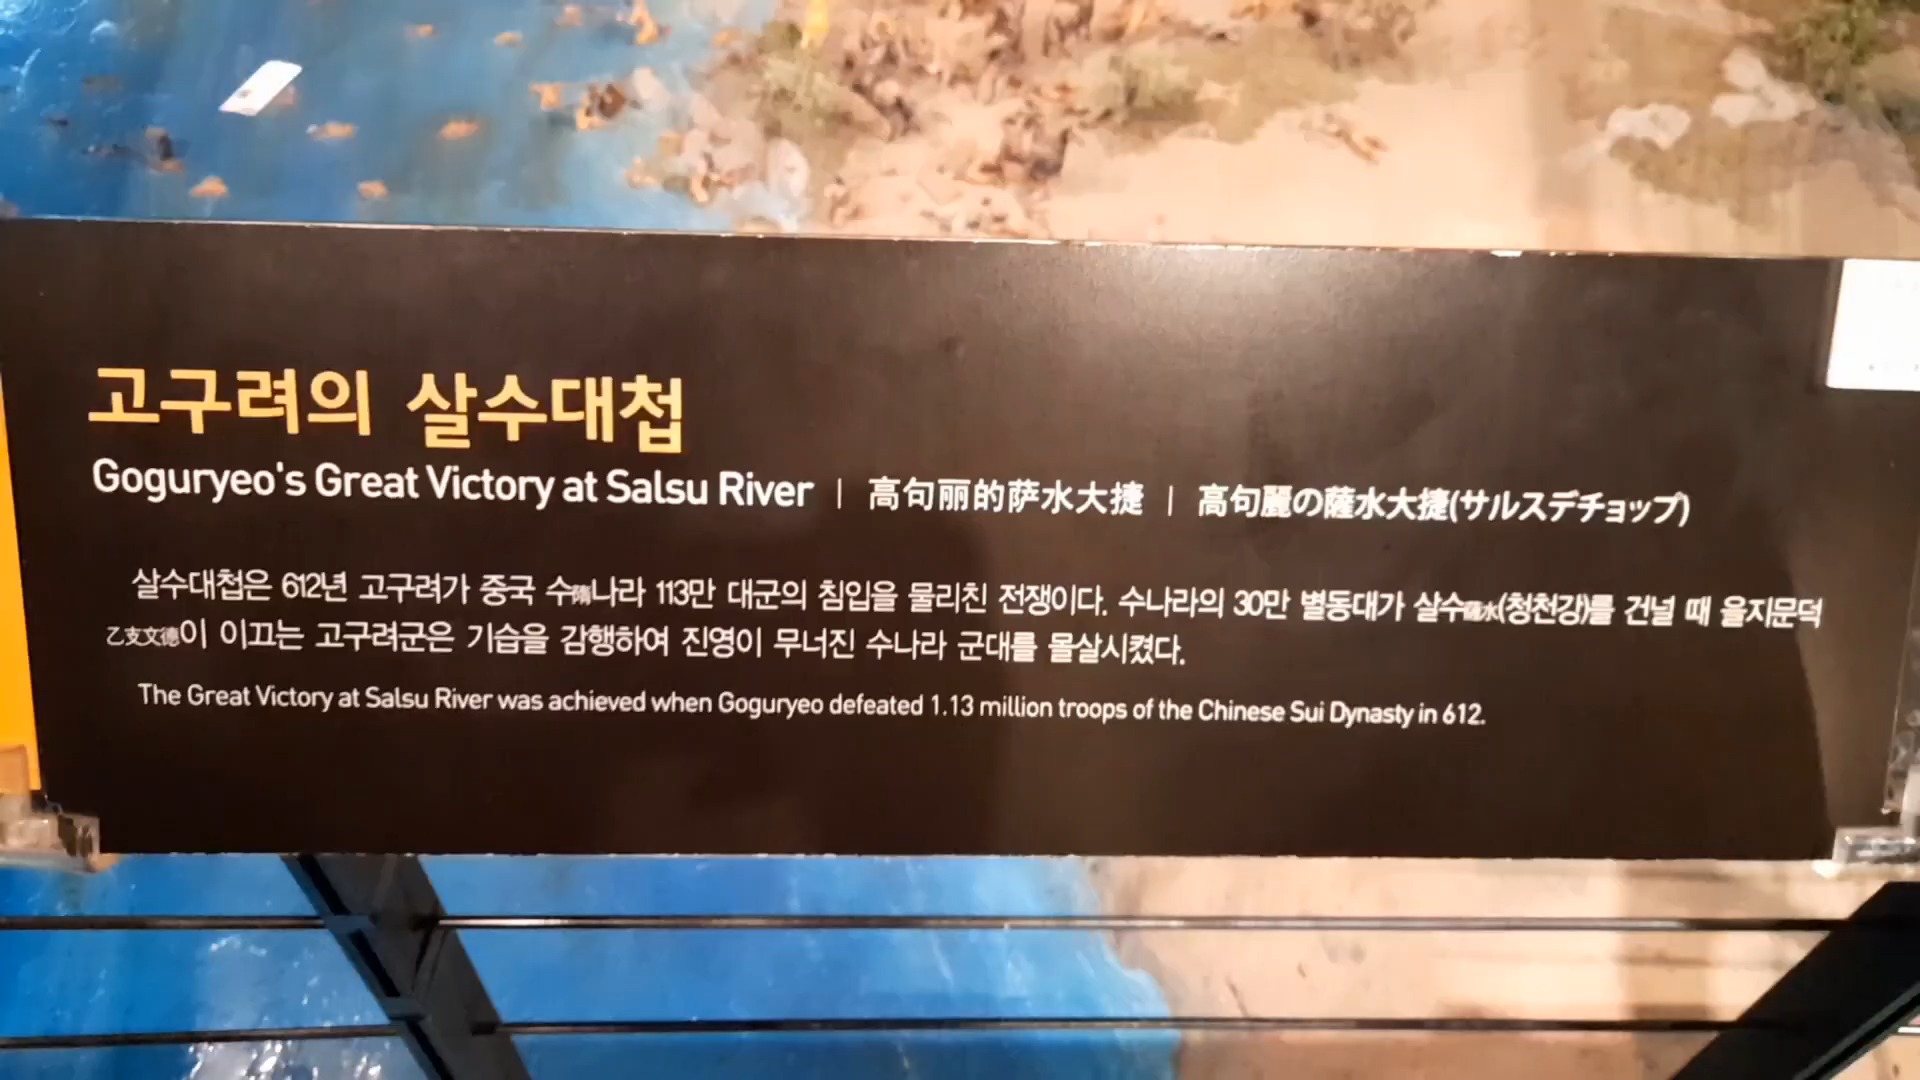 고구려의 살수대첩
Goguryeo's Great Victory at Salsu River | 高句丽的萨水大捷 | 高句麗の薩水大捷(サルスデチョップ)
살수대첩은 612년 고구려가 중국 수隋나라 113만 대군의 침입을 물리친 전쟁이다. 수나라의 30만 별동대가 살수薩水(청천강)를 건널 때 을지문덕
乙支文德이 이끄는 고구려군은 기습을 감행하여 진영이 무너진 수나라 군대를 몰살시켰다.
The Great Victory at Salsu River was achieved when Goguryeo defeated 1.13 million troops of the Chinese Sui Dynasty in 612.